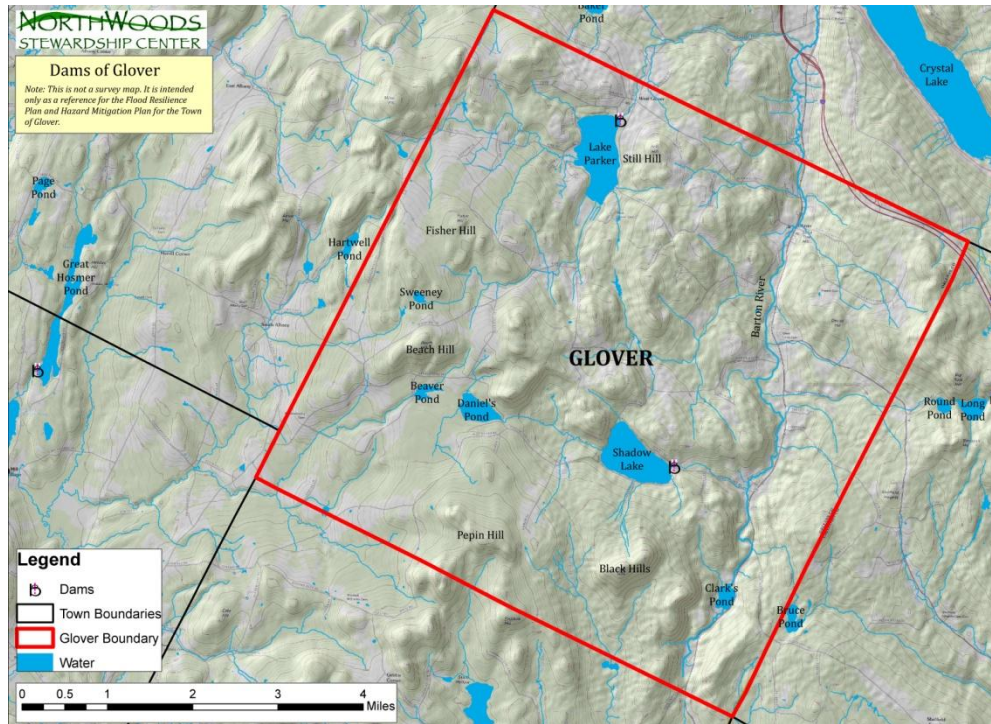 NORTHWOODS
STEWARDSHIP CENTER
Dams of Glover
Note: This is not a survey map. It is intended
only as a reference for the Flood Resilience
Plan and Hazard Mitigation Plan for the Town
of Glover.
Baker
Pond
Crystal
Lake
Lake
Parker
Still Hill
Page
Pond
Fisher Hill
Hartwell
Pond
Great
Hosmer
Pond
Sweeney
Pond
Barton River
Beach Hill
GLOVER
Beaver
Pond
Daniel's
Pond
Round
Pond
Long
Pond
Shadow
Lake
Pepin Hill
Black Hills
Clark's
Pond
Bruce
Pond
Legend
Dams
Town Boundaries
Glover Boundary
Water
0 0.5 1 2 3 4
Miles